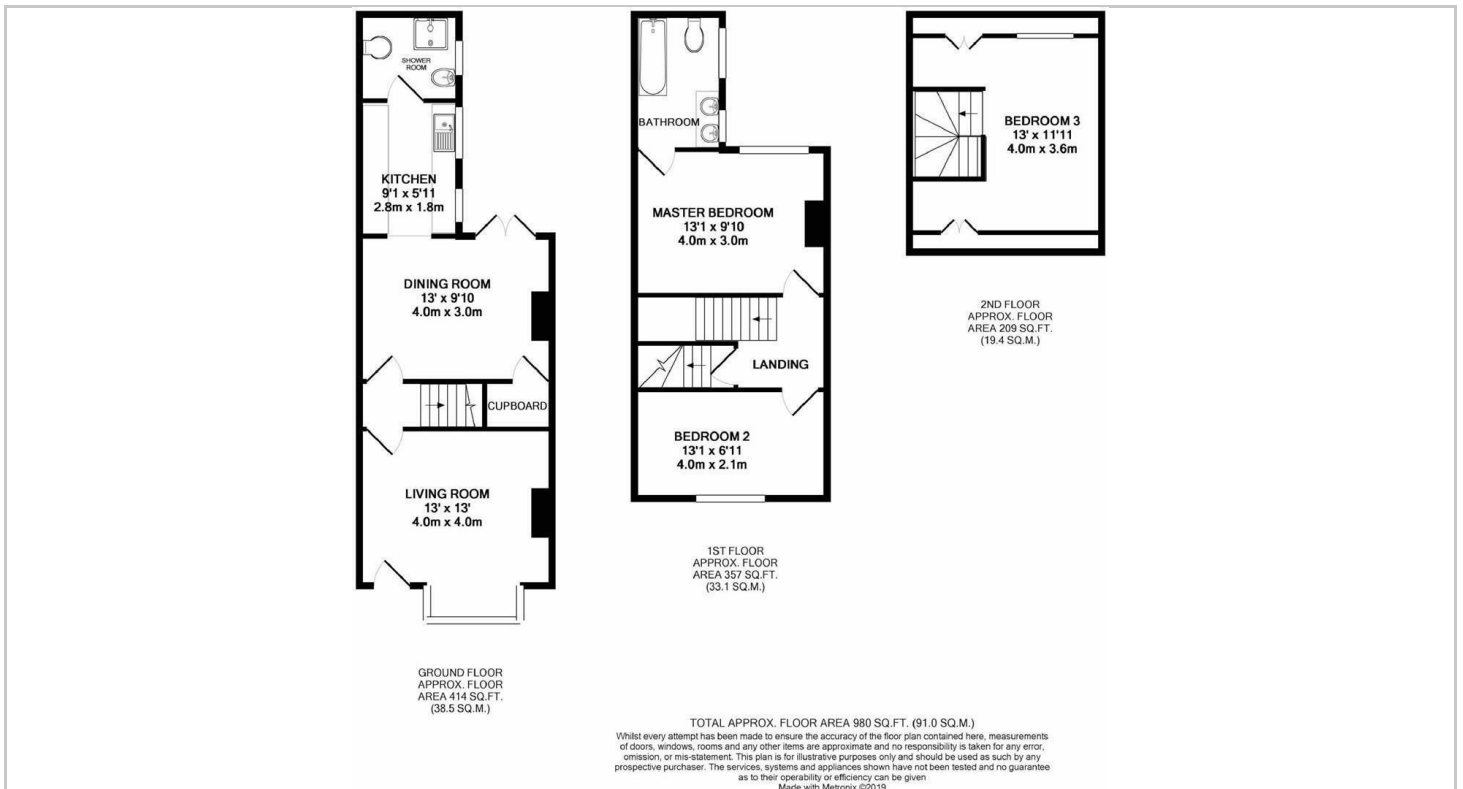 SHOWER
ROOM
KITCHEN
9'1 x 5'11
2.8m x 1.8m
DINING ROOM
13' x 9'10
4.0m x 3.0m
CUPBOARD
LIVING ROOM
13' x 13'
4.0m x 4.0m
GROUND FLOOR
APPROX. FLOOR
AREA 414 SQ.FT.
(38.5 SQ.M.)
BATHROOM
MASTER BEDROOM
13'1 x 9'10
4.0m x 3.0m
LANDING
BEDROOM 2
13'1 x 6'11
4.0m x 2.1m
1ST FLOOR
APPROX. FLOOR
AREA 357 SQ.FT.
(33.1 SQ.M.)
BEDROOM 3
13' x 11'11
4.0m x 3.6m
2ND FLOOR
APPROX. FLOOR
AREA 209 SQ.FT.
(19.4 SQ.M.)
TOTAL APPROX. FLOOR AREA 980 SQ.FT. (91.0 SQ.M.)
Whilst every attempt has been made to ensure the accuracy of the floor plan contained here, measurements
of doors, windows, rooms and any other items are approximate and no responsibility is taken for any error,
omission, or mis-statement. This plan is for illustrative purposes only and should be used as such by any
prospective purchaser. The services, systems and appliances shown have not been tested and no guarantee
as to their operability or efficiency can be given
Made with Metropix ©2019